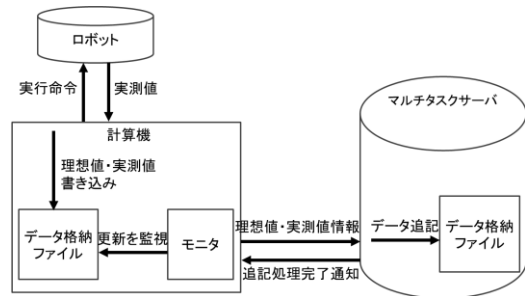 ロボット
実行命令
実測値
計算機
理想値・実測値
書き込み
データ格納
ファイル
更新を監視
モニタ
理想値・実測値情報
追記処理完了通知
マルチタスクサーバ
データ追記
データ格納
ファイル